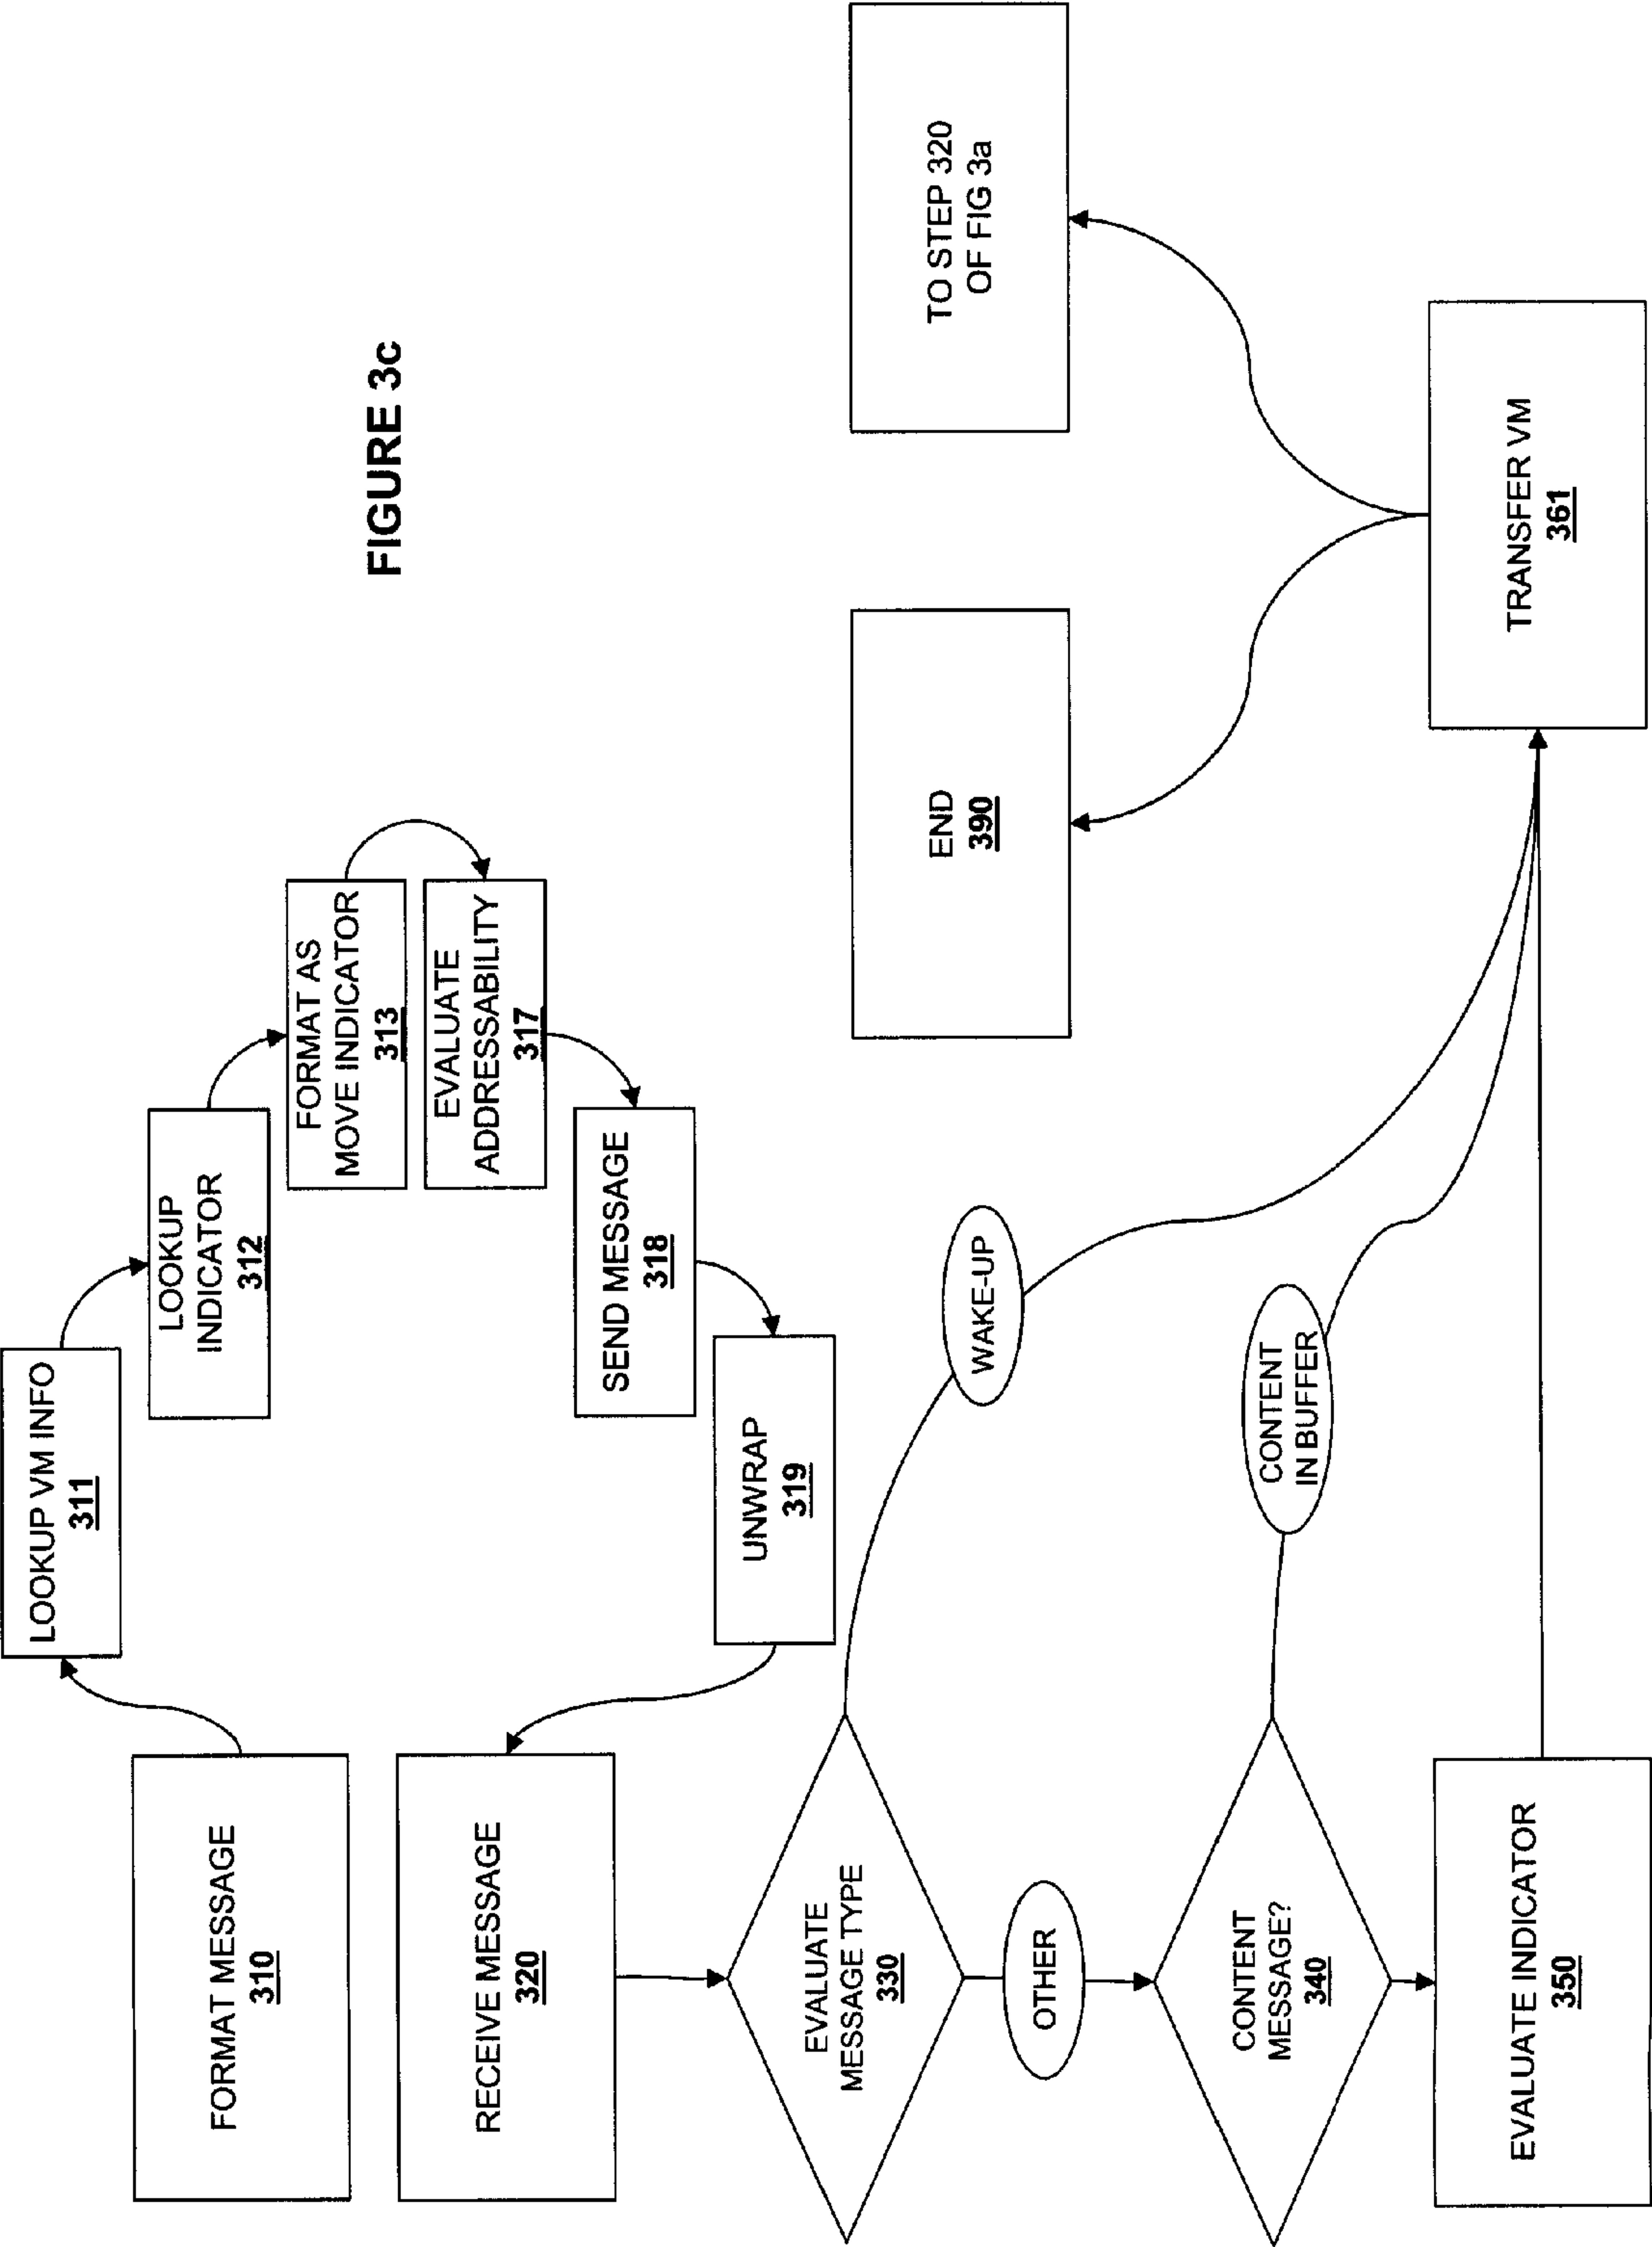 FIGURE 3c
FORMAT MESSAGE
310
LOOKUP VM INFO
311
LOOKUP
INDICATOR
312
FORMAT AS
MOVE INDICATOR
313
EVALUATE
ADDRESSABILITY
317
SEND MESSAGE
318
UNWRAP
319
RECEIVE MESSAGE
320
EVALUATE
MESSAGE TYPE
330
WAKE-UP
OTHER
CONTENT
MESSAGE?
340
CONTENT
IN BUFFER
EVALUATE INDICATOR
350
TRANSFER VM
361
END
390
TO STEP 320
OF FIG 3a